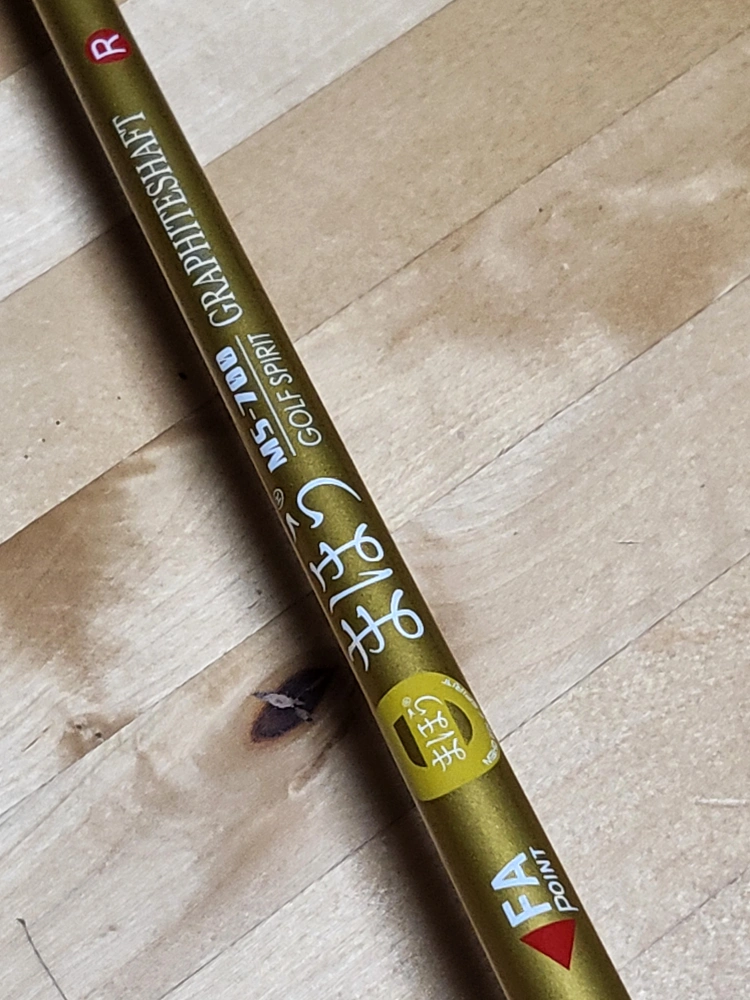 FA
POINT
まほう®
まほう®
MS-700
GOLF SPIRIT
GRAPHITESHAFT
R